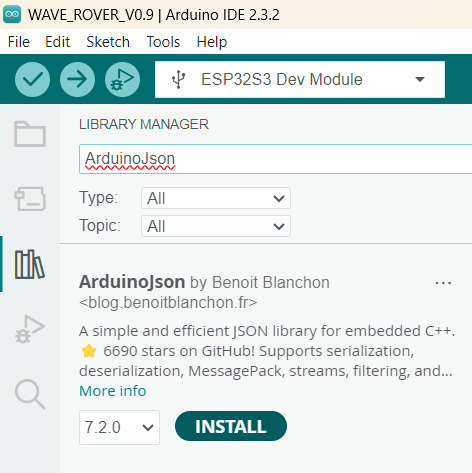 WAVE_ROVER_V0.9 | Arduino IDE 2.3.2
File Edit Sketch Tools Help
ESP32S3 Dev Module
LIBRARY MANAGER
ArduinoJson
Type: All
Topic: All
ArduinoJson by Benoit Blanchon
<blog.benoitblanchon.fr>
A simple and efficient JSON library for embedded C++.
⭐ 6690 stars on GitHub! Supports serialization,
deserialization, MessagePack, streams, filtering, and...
More info
7.2.0 INSTALL